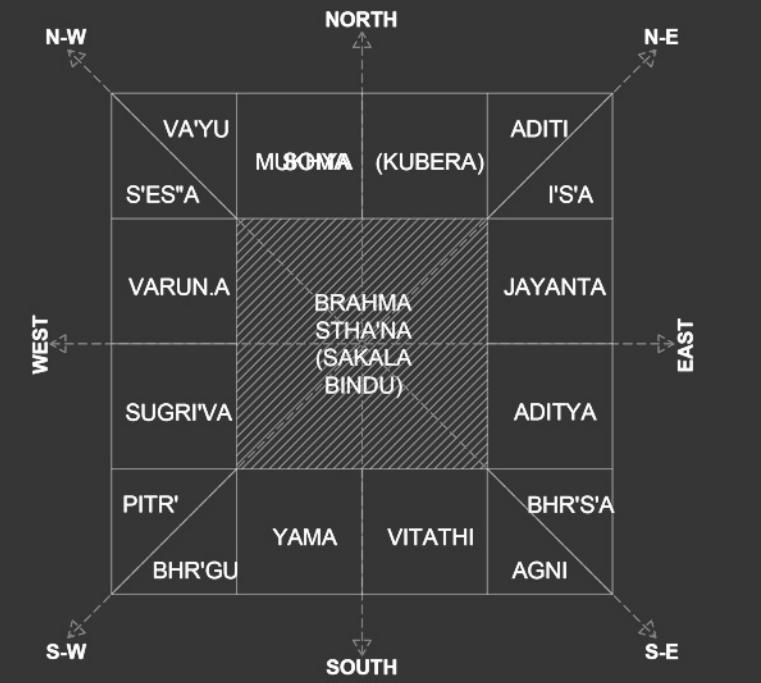 NORTH
N-W
N-E
VA'YU
ADITI
MUKHYA
SOMA
(KUBERA)
S'ES"A
I'S'A
VARUN.A
JAYANTA
BRAHMA
STHA'NA
(SAKALA
BINDU)
WEST
EAST
SUGRI'VA
ADITYA
PITR'
BHR'S'A
YAMA
VITATHI
BHR'GU
AGNI
S-W
S-E
SOUTH